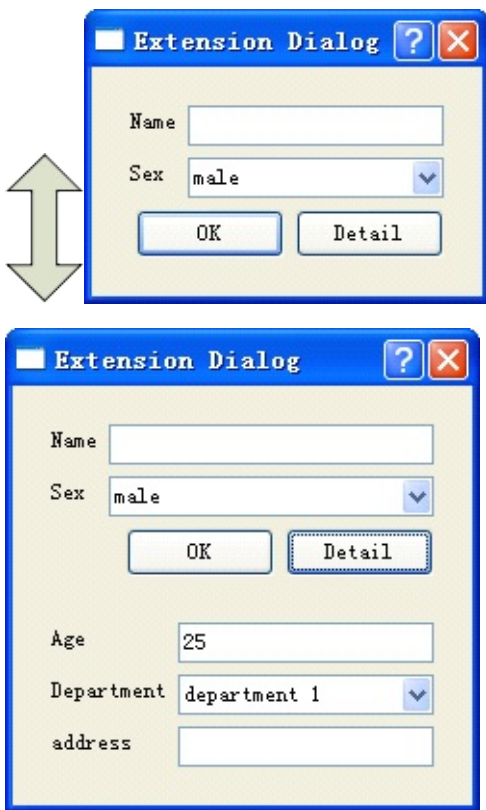 Extension Dialog ?
Name
Sex male
OK Detail
Extension Dialog ?
Name
Sex male
OK Detail
Age 25
Department department 1
address